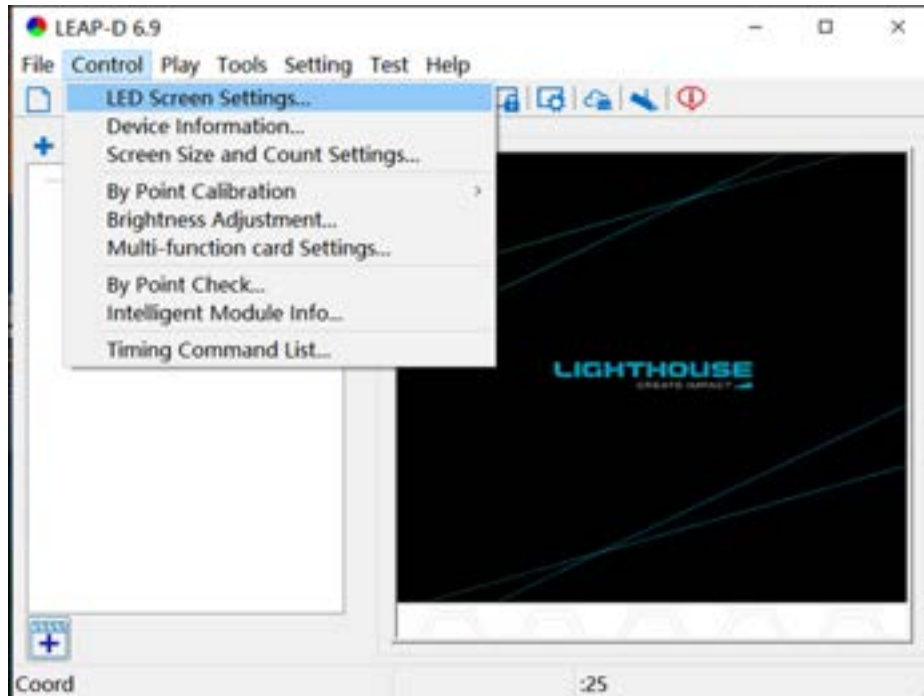 LEAP-D 6.9
File Control Play Tools Setting Test Help
LED Screen Settings...
Device Information...
Screen Size and Count Settings...
By Point Calibration
Brightness Adjustment...
Multi-function card Settings...
By Point Check...
Intelligent Module Info...
Timing Command List...
LIGHTHOUSE
CREATE IMPACT
Coord :25